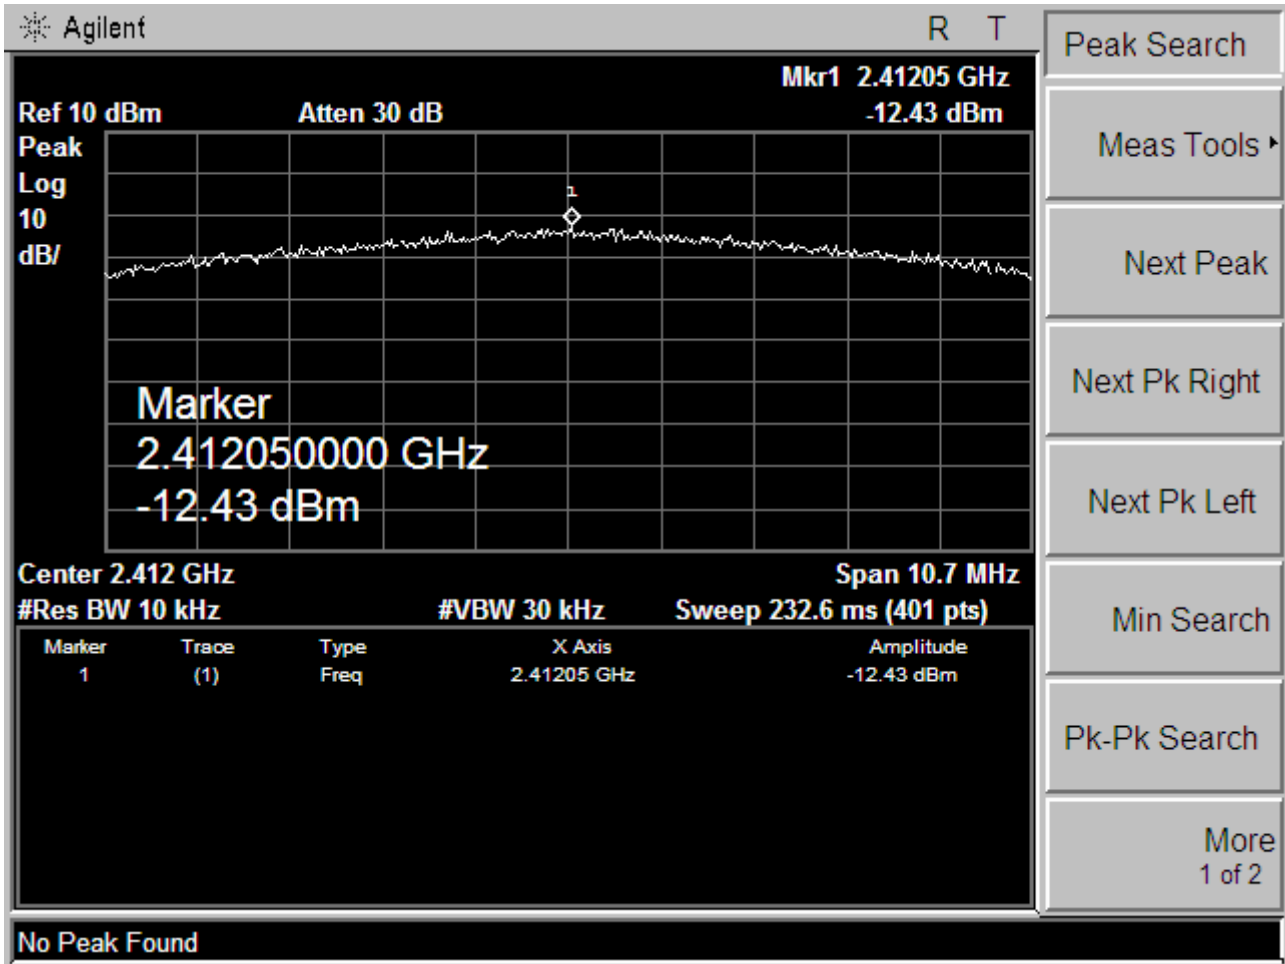 Agilent R T
Mkr1 2.41205 GHz
Ref 10 dBm Atten 30 dB -12.43 dBm
Peak
Log
10
dB/
1
Marker
2.412050000 GHz
-12.43 dBm
Center 2.412 GHz Span 10.7 MHz
#Res BW 10 kHz #VBW 30 kHz Sweep 232.6 ms (401 pts)
Marker Trace Type X Axis Amplitude
1 (1) Freq 2.41205 GHz -12.43 dBm
No Peak Found
Peak Search
Meas Tools
Next Peak
Next Pk Right
Next Pk Left
Min Search
Pk-Pk Search
More
1 of 2